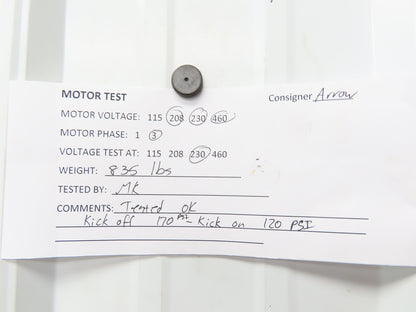 MOTOR TEST Consigner Arrow
MOTOR VOLTAGE: 115 208 230 460
MOTOR PHASE: 1 3
VOLTAGE TEST AT: 115 208 230 460
WEIGHT: 835 lbs
TESTED BY: MK
COMMENTS: Tested OK
Kick off 170 PSI - Kick on 120 PSI